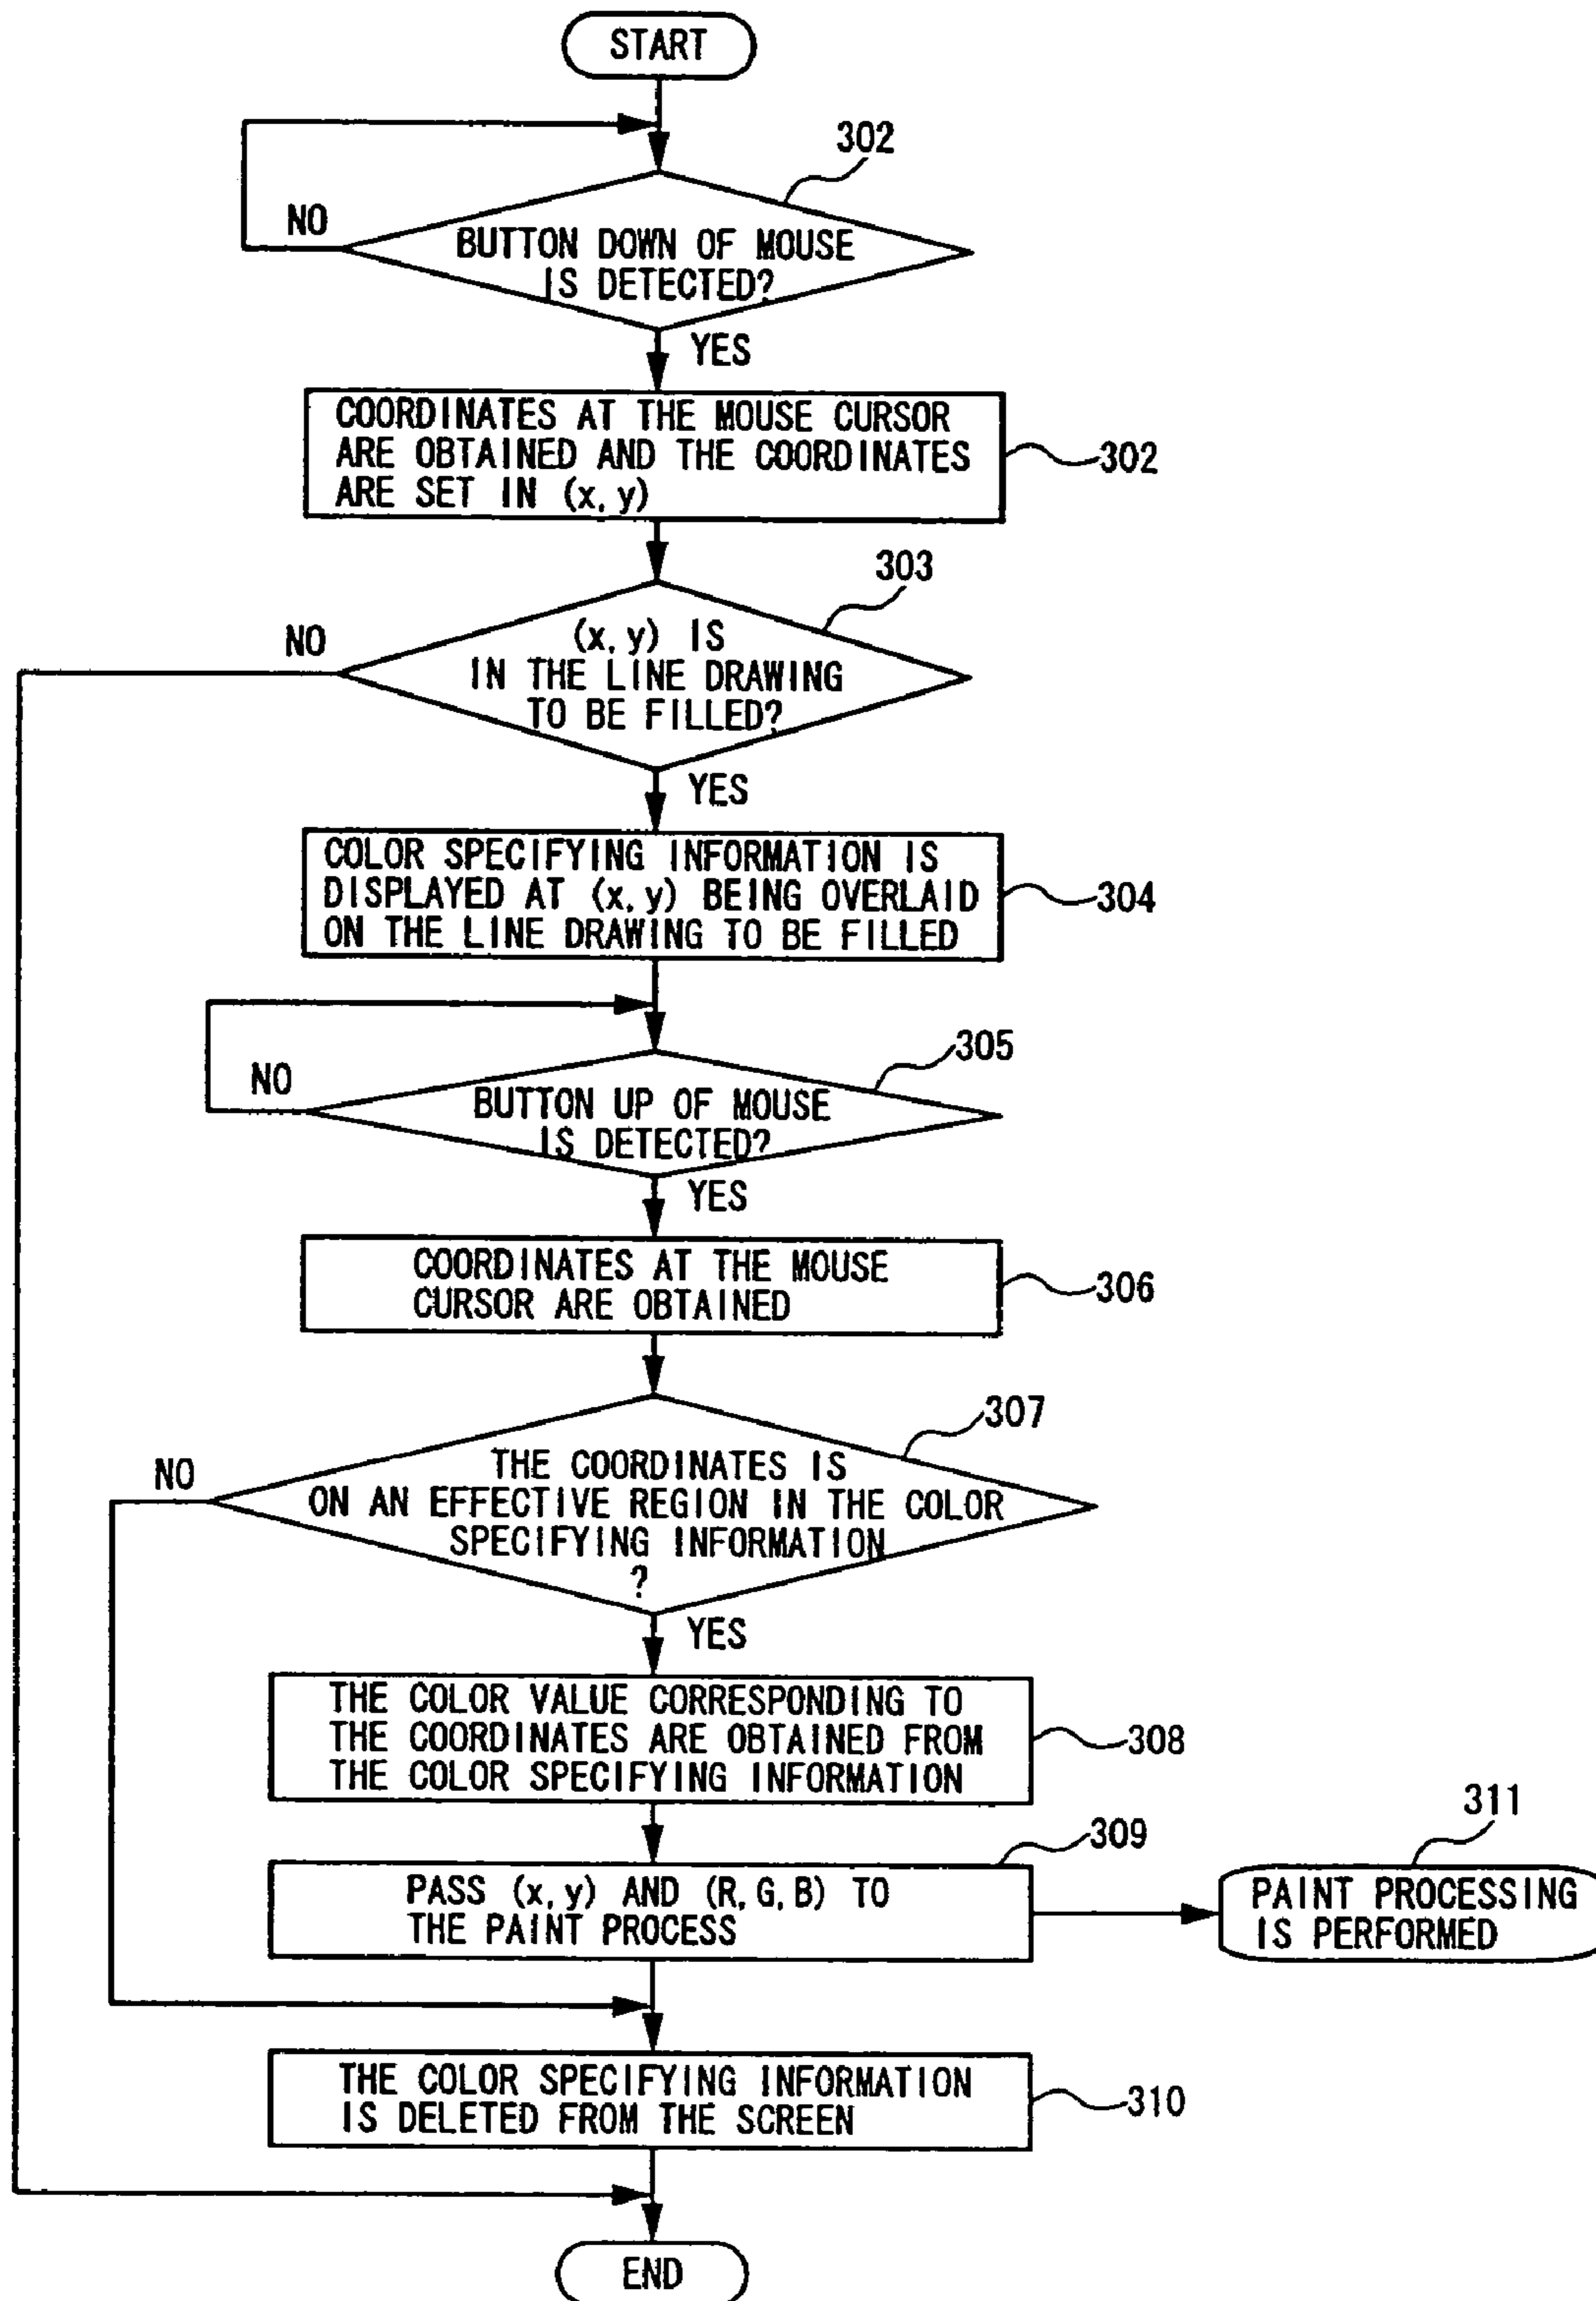 START
302
NO
BUTTON DOWN OF MOUSE
IS DETECTED?
YES
COORDINATES AT THE MOUSE CURSOR
ARE OBTAINED AND THE COORDINATES
ARE SET IN (x, y)
302
303
NO
(x, y) IS
IN THE LINE DRAWING
TO BE FILLED?
YES
COLOR SPECIFYING INFORMATION IS
DISPLAYED AT (x, y) BEING OVERLAID
ON THE LINE DRAWING TO BE FILLED
304
305
NO
BUTTON UP OF MOUSE
IS DETECTED?
YES
COORDINATES AT THE MOUSE
CURSOR ARE OBTAINED
306
307
NO
THE COORDINATES IS
ON AN EFFECTIVE REGION IN THE COLOR
SPECIFYING INFORMATION
?
YES
THE COLOR VALUE CORRESPONDING TO
THE COORDINATES ARE OBTAINED FROM
THE COLOR SPECIFYING INFORMATION
308
309
PASS (x, y) AND (R, G, B) TO
THE PAINT PROCESS
311
PAINT PROCESSING
IS PERFORMED
THE COLOR SPECIFYING INFORMATION
IS DELETED FROM THE SCREEN
310
END